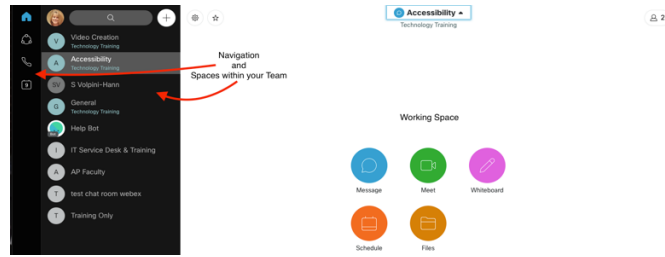 Video Creation
Technology Training
V
Accessibility
Technology Training
A
9
SV
S Volpini-Hann
G
General
Technology Training
Help Bot
I
IT Service Desk & Training
A
AP Faculty
T
test chat room webex
T
Training Only
Navigation
and
Spaces within your Team
Accessibility
Technology Training
2
Working Space
Message
Meet
Whiteboard
Schedule
Files